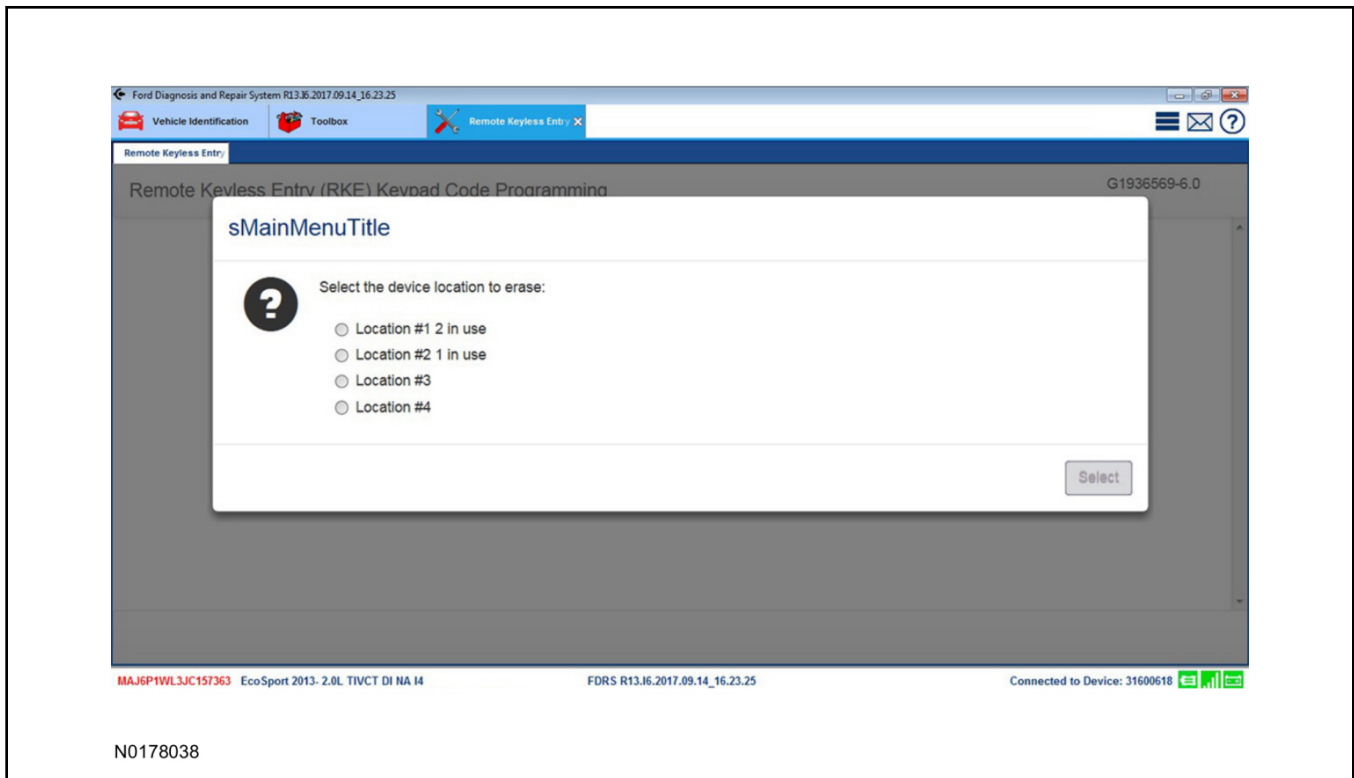 Ford Diagnosis and Repair System R13.I6.2017.09.14_16.23.25
Vehicle Identification Toolbox Remote Keyless Entry
Remote Keyless Entry
Remote Keyless Entry (RKE) Keypad Code Programming G1936569-6.0
sMainMenuTitle
Select the device location to erase:
Location #1 2 in use
Location #2 1 in use
Location #3
Location #4
Select
MAJ6P1WL3JC157363 EcoSport 2013- 2.0L TIVCT DI NA I4 FDRS R13.I6.2017.09.14_16.23.25 Connected to Device: 31600618
N0178038